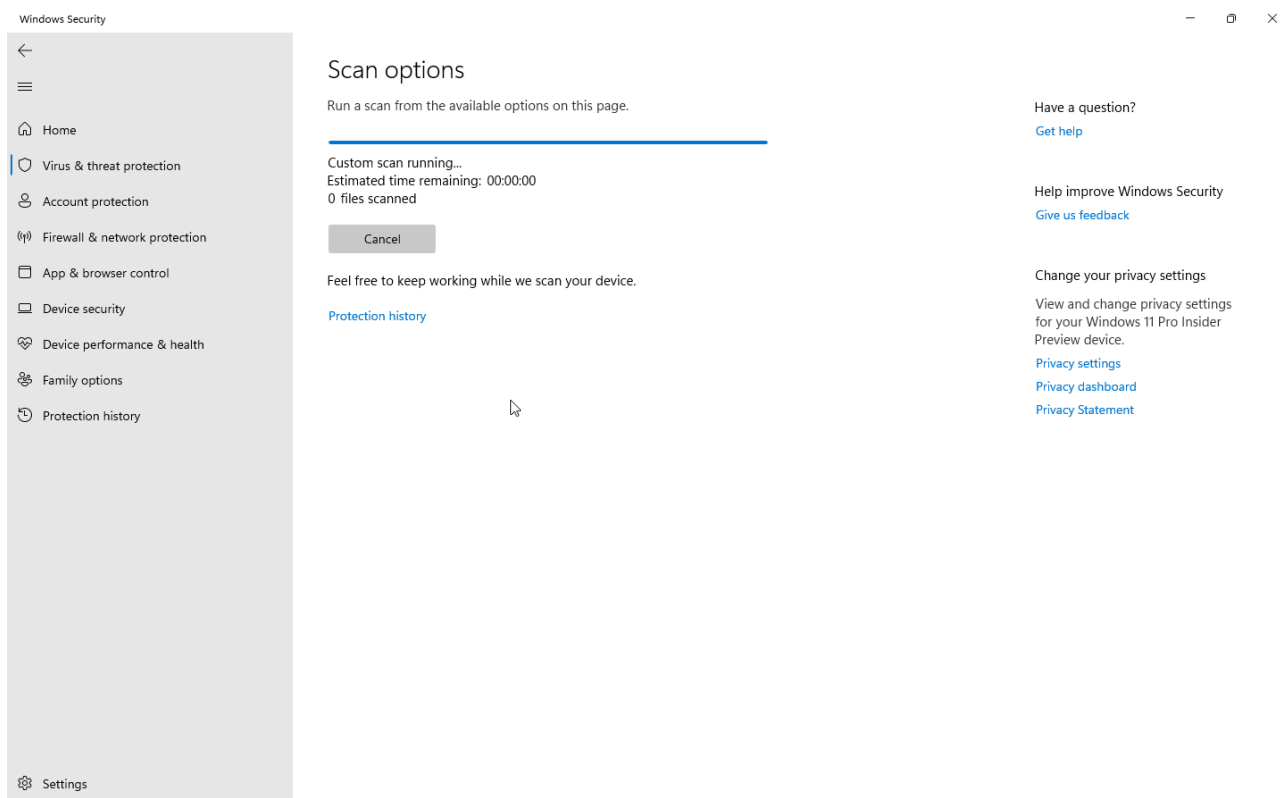 Windows Security
Home
Virus & threat protection
Account protection
Firewall & network protection
App & browser control
Device security
Device performance & health
Family options
Protection history
Settings
Scan options
Run a scan from the available options on this page.
Custom scan running...
Estimated time remaining: 00:00:00
0 files scanned
Cancel
Feel free to keep working while we scan your device.
Protection history
Have a question?
Get help
Help improve Windows Security
Give us feedback
Change your privacy settings
View and change privacy settings
for your Windows 11 Pro Insider
Preview device.
Privacy settings
Privacy dashboard
Privacy Statement